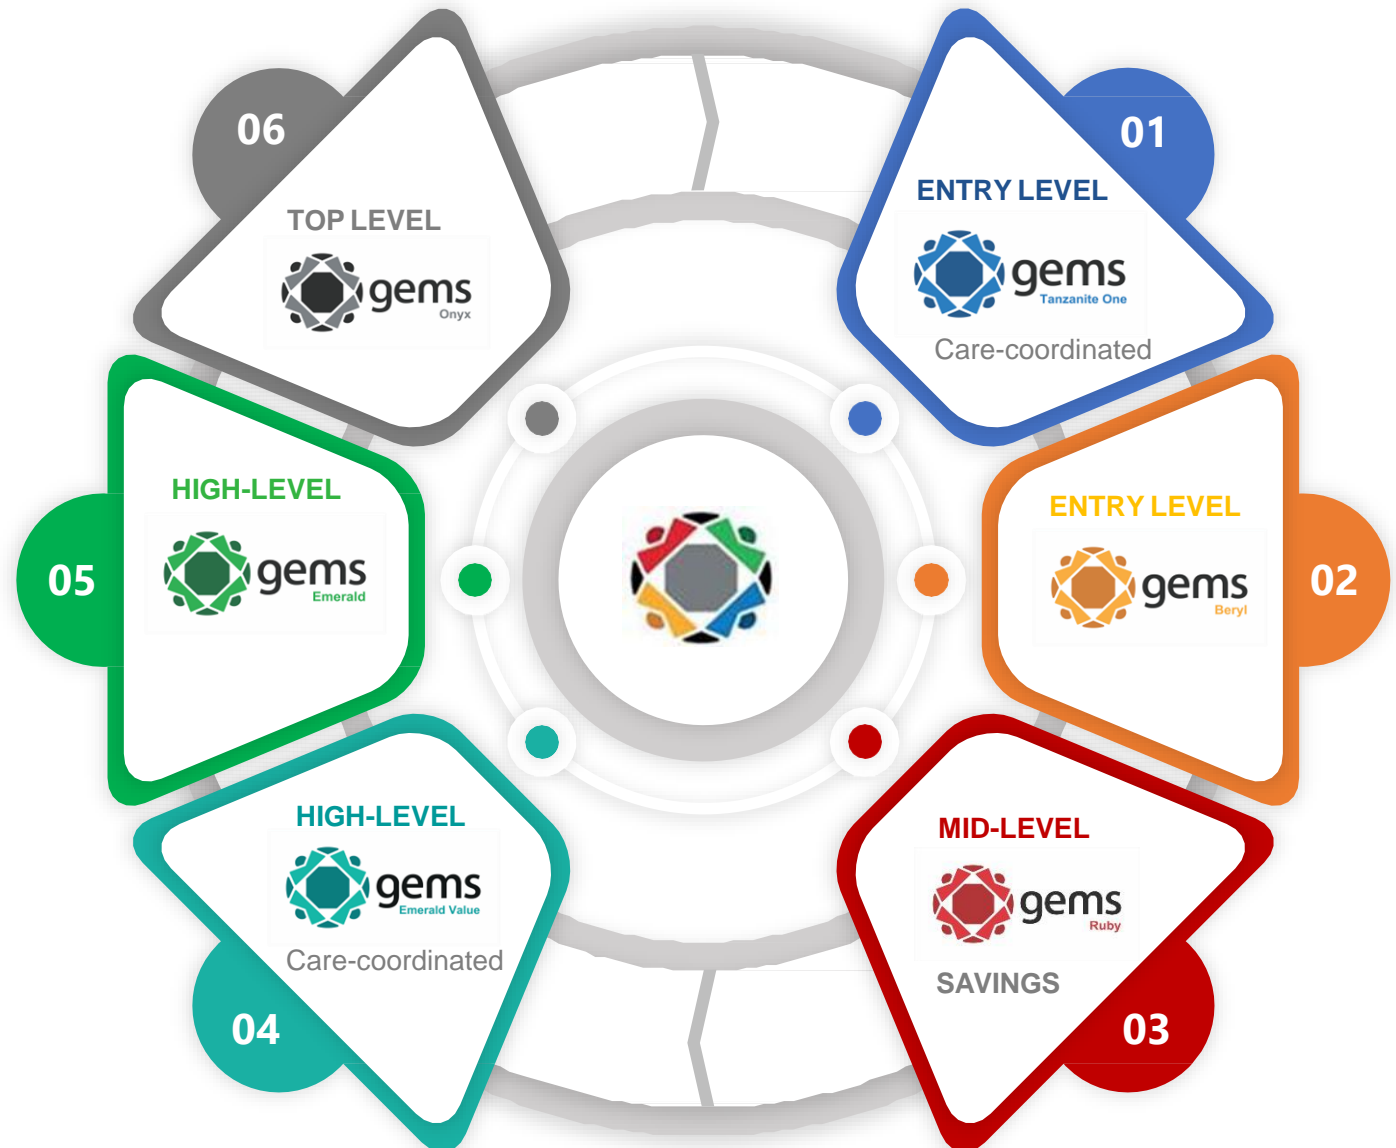 01
ENTRY LEVEL
gems
Tanzanite One
Care-coordinated
02
ENTRY LEVEL
gems
Beryl
03
MID-LEVEL
gems
Ruby
SAVINGS
04
HIGH-LEVEL
gems
Emerald Value
Care-coordinated
05
HIGH-LEVEL
gems
Emerald
06
TOP LEVEL
gems
Onyx